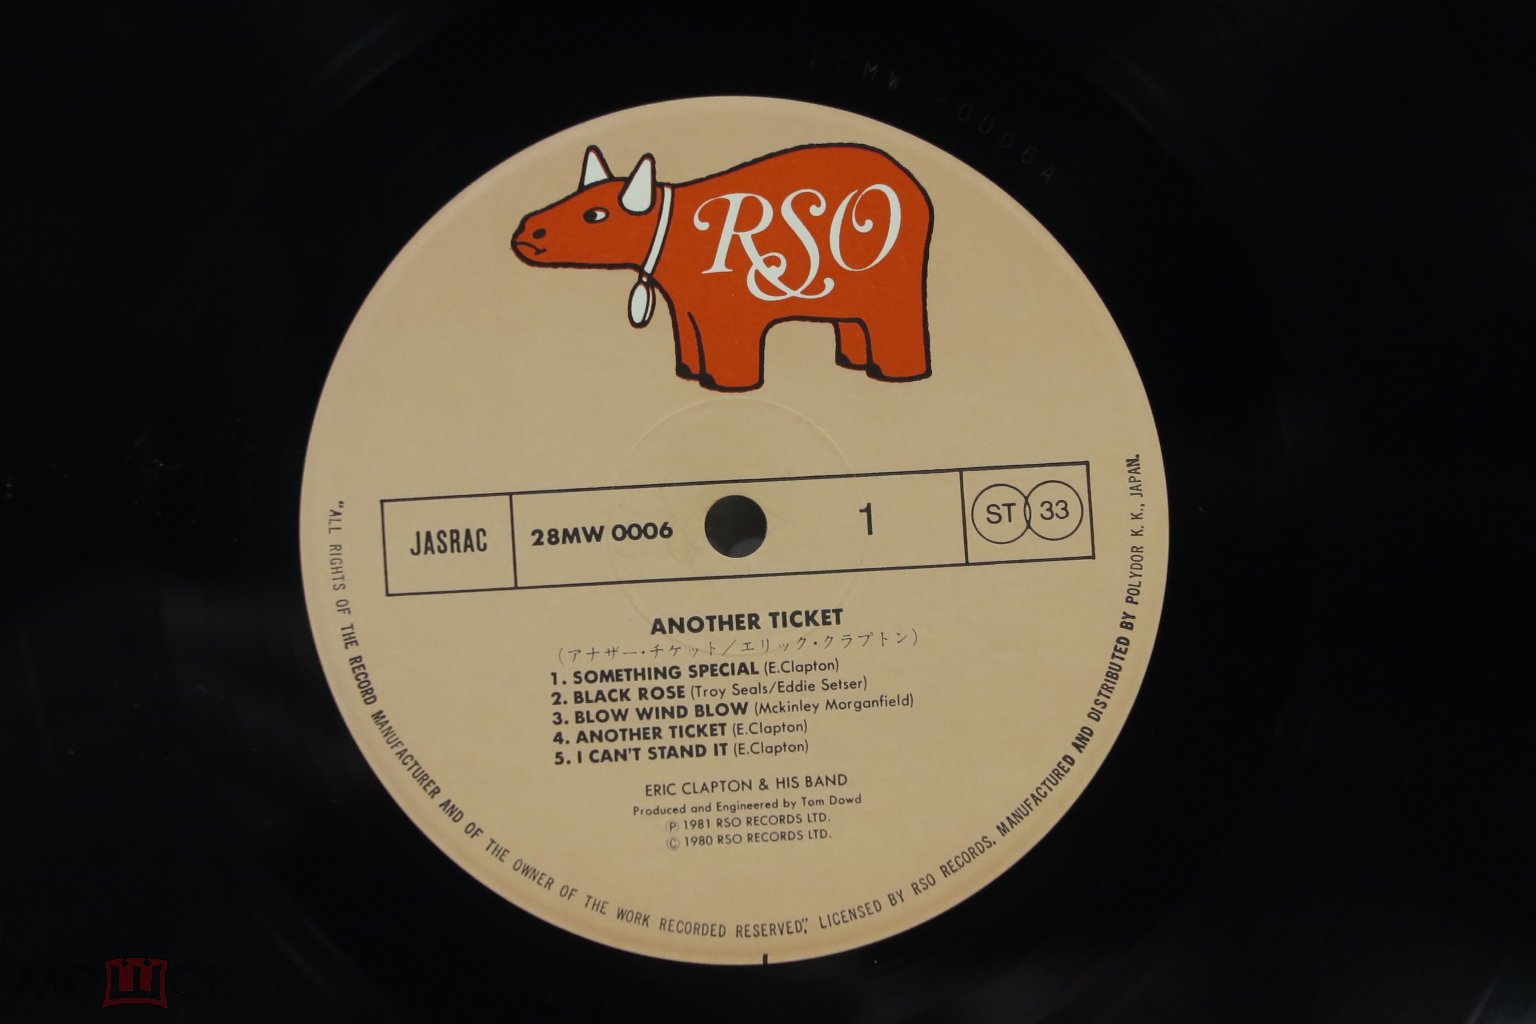 28MW-0006A
RSO
JASRAC
28MW 0006
1
ST 33
ANOTHER TICKET
(アナザー・チケット/エリック・クラプトン)
1. SOMETHING SPECIAL (E.Clapton)
2. BLACK ROSE (Troy Seals/Eddie Setser)
3. BLOW WIND BLOW (Mckinley Morganfield)
4. ANOTHER TICKET (E.Clapton)
5. I CAN'T STAND IT (E.Clapton)
ERIC CLAPTON & HIS BAND
Produced and Engineered by Tom Dowd
Ⓟ 1981 RSO RECORDS LTD.
Ⓒ 1980 RSO RECORDS LTD.
"ALL RIGHTS OF THE RECORD MANUFACTURER AND OF THE OWNER OF THE WORK RECORDED RESERVED", LICENSED BY RSO RECORDS. MANUFACTURED AND DISTRIBUTED BY POLYDOR K.K., JAPAN.
мешок